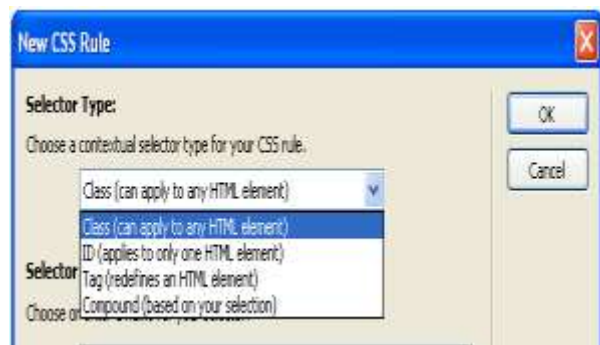 New CSS Rule
Selector Type:
OK
Choose a contextual selector type for your CSS rule.
Cancel
Class (can apply to any HTML element)
Class (can apply to any HTML element)
ID (applies to only one HTML element)
Tag (redefines an HTML element)
Selector
Compound (based on your selection)
Choose or